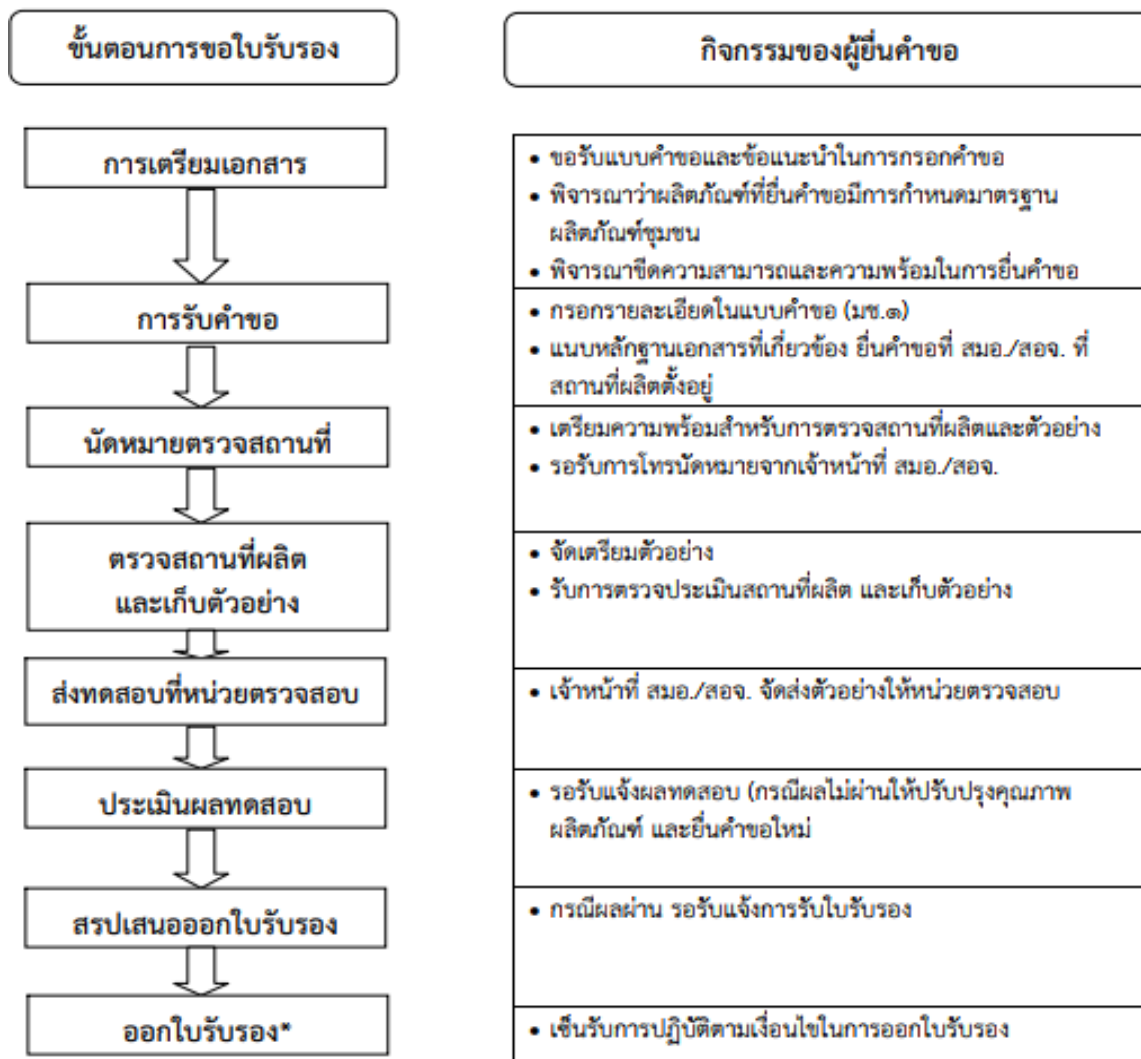 ขั้นตอนการขอใบรับรอง
กิจกรรมของผู้ยื่นคำขอ
การเตรียมเอกสาร
• ขอรับแบบคำขอและข้อแนะนำในการกรอกคำขอ
• พิจารณาว่าผลิตภัณฑ์ที่ยื่นคำขอมีการกำหนดมาตรฐาน
ผลิตภัณฑ์ชุมชน
• พิจารณาขีดความสามารถและความพร้อมในการยื่นคำขอ
การรับคำขอ
• กรอกรายละเอียดในแบบคำขอ (มช.๑)
• แนบหลักฐานเอกสารที่เกี่ยวข้อง ยื่นคำขอที่ สมอ./สอจ. ที่
สถานที่ผลิตตั้งอยู่
นัดหมายตรวจสถานที่
• เตรียมความพร้อมสำหรับการตรวจสถานที่ผลิตและตัวอย่าง
• รอรับการโทรนัดหมายจากเจ้าหน้าที่ สมอ./สอจ.
ตรวจสถานที่ผลิต
และเก็บตัวอย่าง
• จัดเตรียมตัวอย่าง
• รับการตรวจประเมินสถานที่ผลิต และเก็บตัวอย่าง
ส่งทดสอบที่หน่วยตรวจสอบ
• เจ้าหน้าที่ สมอ./สอจ. จัดส่งตัวอย่างให้หน่วยตรวจสอบ
ประเมินผลทดสอบ
• รอรับแจ้งผลทดสอบ (กรณีผลไม่ผ่านให้ปรับปรุงคุณภาพ
ผลิตภัณฑ์ และยื่นคำขอใหม่
สรปเสนอออกใบรับรอง
• กรณีผลผ่าน รอรับแจ้งการรับใบรับรอง
ออกใบรับรอง*
• เซ็นรับการปฏิบัติตามเงื่อนไขในการออกใบรับรอง